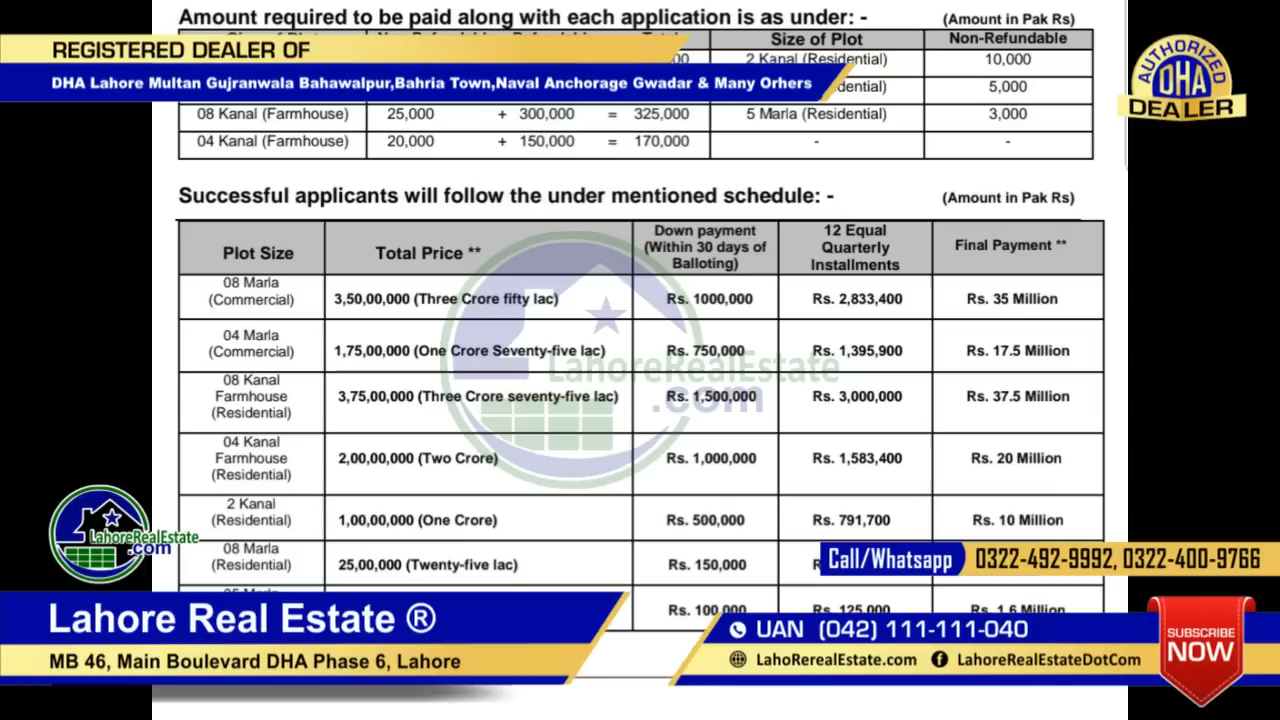 Amount required to be paid along with each application is as under: - (Amount in Pak Rs)
REGISTERED DEALER OF
DHA Lahore Multan Gujranwala Bahawalpur,Bahria Town,Naval Anchorage Gwadar & Many Orhers
AUTHORIZED
DHA
DEALER
Size of Plot Non-Refundable
2 Kanal (Residential) 10,000
5,000
08 Kanal (Farmhouse) 25,000 + 300,000 = 325,000 5 Marla (Residential) 3,000
04 Kanal (Farmhouse) 20,000 + 150,000 = 170,000 - -
Successful applicants will follow the under mentioned schedule: - (Amount in Pak Rs)
Plot Size Total Price ** Down payment (Within 30 days of Balloting) 12 Equal Quarterly Installments Final Payment **
08 Marla (Commercial) 3,50,00,000 (Three Crore fifty lac) Rs. 1000,000 Rs. 2,833,400 Rs. 35 Million
04 Marla (Commercial) 1,75,00,000 (One Crore Seventy-five lac) Rs. 750,000 Rs. 1,395,900 Rs. 17.5 Million
08 Kanal Farmhouse (Residential) 3,75,00,000 (Three Crore seventy-five lac) Rs. 1,500,000 Rs. 3,000,000 Rs. 37.5 Million
04 Kanal Farmhouse (Residential) 2,00,00,000 (Two Crore) Rs. 1,000,000 Rs. 1,583,400 Rs. 20 Million
2 Kanal (Residential) 1,00,00,000 (One Crore) Rs. 500,000 Rs. 791,700 Rs. 10 Million
08 Marla (Residential) 25,00,000 (Twenty-five lac) Rs. 150,000
Rs. 100,000 Rs. 125,000 Rs. 1.6 Million
LahoreRealEstate
.com
LahoreRealEstate
.com
Call/Whatsapp 0322-492-9992, 0322-400-9766
Lahore Real Estate ®
MB 46, Main Boulevard DHA Phase 6, Lahore
UAN (042) 111-111-040
LahoRerealEstate.com LahoreRealEstateDotCom
SUBSCRIBE
NOW